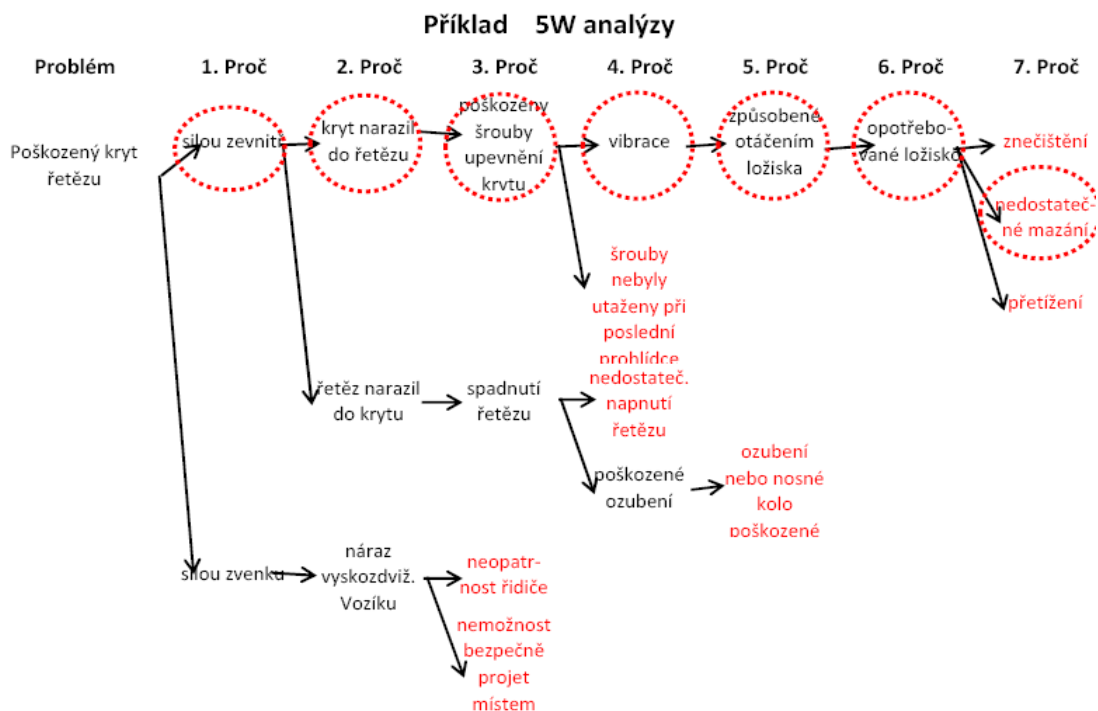 Příklad 5W analýzy
Problém 1. Proč 2. Proč 3. Proč 4. Proč 5. Proč 6. Proč 7. Proč
Poškozený kryt
řetězu
silou zevnitř
kryt narazil
do řetězu
poškozeny
šrouby
upevnění
krytu
vibrace
způsobené
otáčením
ložiska
opotřebo-
vané ložisko
znečištění
nedostateč-
né mazání
přetížení
šrouby
nebyly
utaženy při
poslední
prohlídce
řetěz narazil
do krytu
spadnutí
řetězu
nedostateč.
napnutí
řetězu
poškozené
ozubení
ozubení
nebo nosné
kolo
poškozené
silou zvenku
náraz
vyskozdviž.
Vozíku
neopatr-
nost řidiče
nemožnost
bezpečně
projet
místem